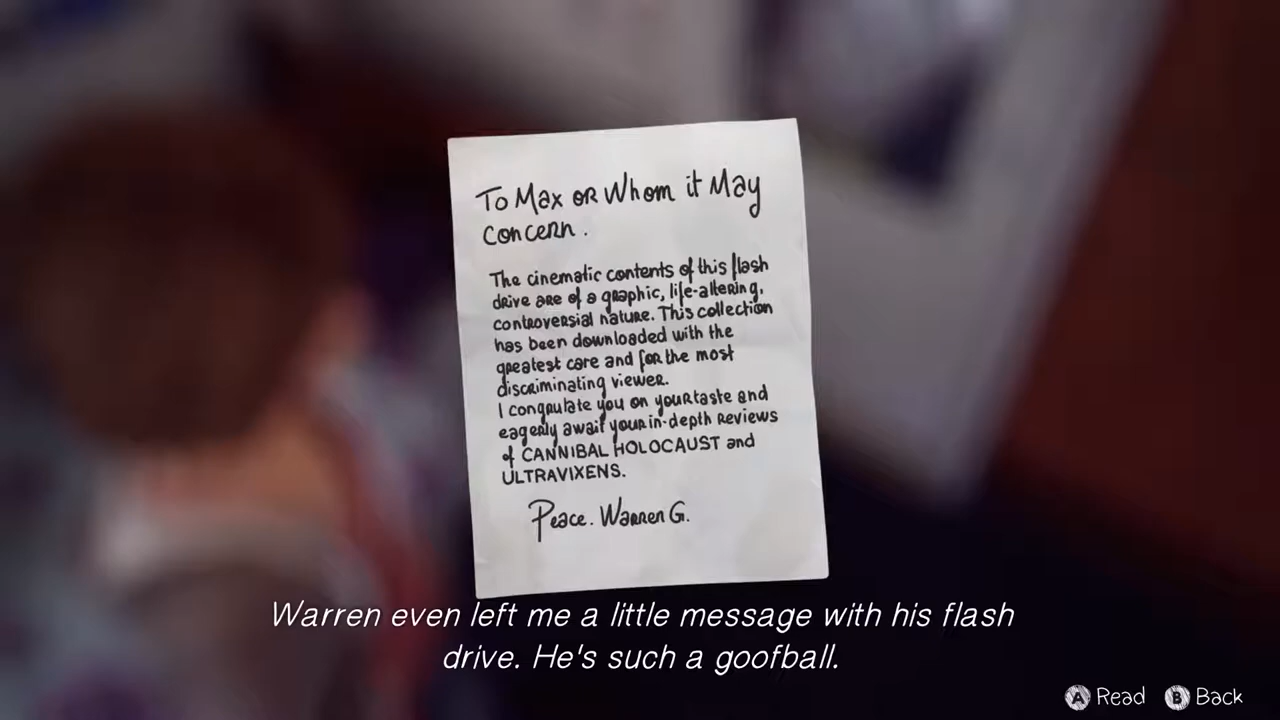 To Max or Whom it May
Concern.
The cinematic contents of this flash
drive are of a graphic, life-altering,
controversial nature. This collection
has been downloaded with the
greatest care and for the most
discriminating viewer.
I congrulate you on your taste and
eagerly await your in-depth reviews
of CANNIBAL HOLOCAUST and
ULTRAVIXENS.
Peace. Warren G.
Warren even left me a little message with his flash
drive. He's such a goofball.
A Read B Back